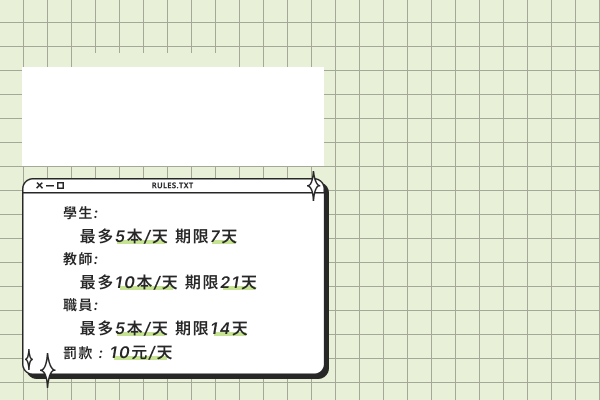 RULES.TXT
學生:
最多5本/天 期限7天
教師:
最多10本/天 期限21天
職員:
最多5本/天 期限14天
罰款 : 10元/天